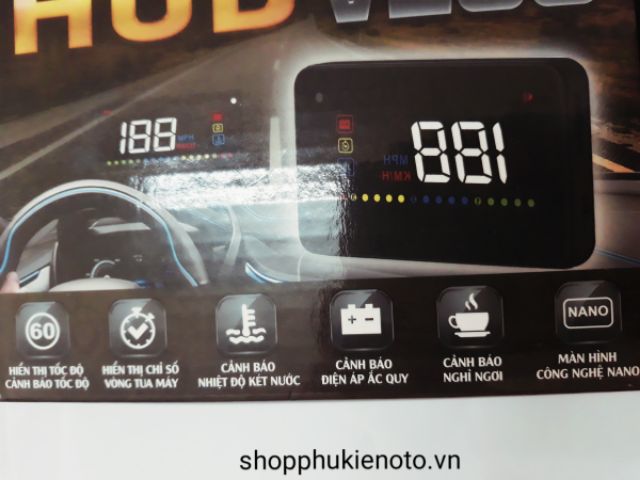 HUD
188
MPH
KM/H
881
MPH
KM/H
60
HIỂN THỊ TỐC ĐỘ
CẢNH BÁO TỐC ĐỘ
HIỂN THỊ CHỈ SỐ
VÒNG TUA MÁY
CẢNH BÁO
NHIỆT ĐỘ KÉT NƯỚC
CẢNH BÁO
ĐIỆN ÁP ẮC QUY
CẢNH BÁO
NGHỈ NGƠI
NANO
MÀN HÌNH
CÔNG NGHỆ NANO
shopphukienoto.vn